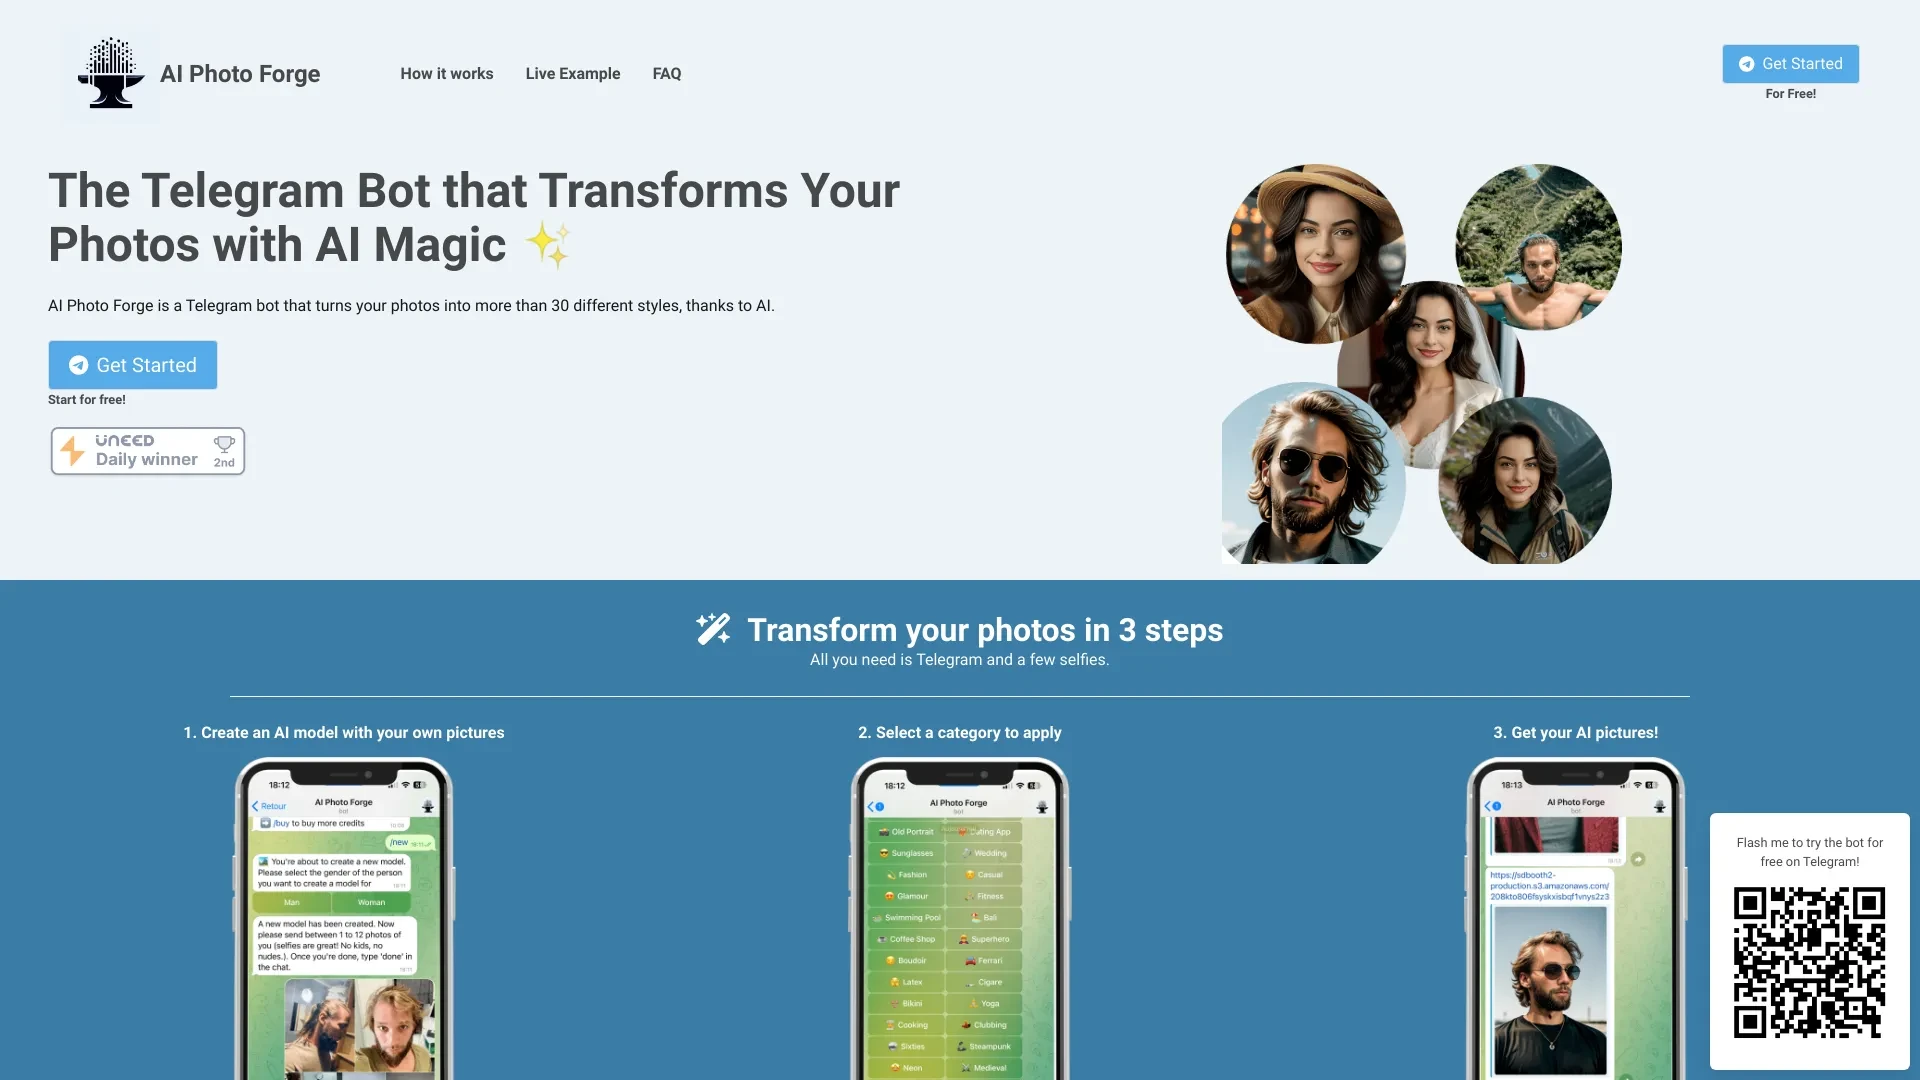 AI Photo Forge
How it works
Live Example
FAQ
Get Started
For Free!
The Telegram Bot that Transforms Your
Photos with AI Magic ✨
AI Photo Forge is a Telegram bot that turns your photos into more than 30 different styles, thanks to AI.
Get Started
Start for free!
UNEED
Daily winner
2nd
Transform your photos in 3 steps
All you need is Telegram and a few selfies.
1. Create an AI model with your own pictures
18:12
Retour
AI Photo Forge
bot
/buy to buy more credits
/new
You're about to create a new model.
Please select the gender of the person
you want to create a model for
Man
Woman
A new model has been created. Now
please send between 1 to 12 photos of
you (selfies are great! No kids, no
nudes.). Once you're done, type 'done' in
the chat.
2. Select a category to apply
18:12
AI Photo Forge
bot
Old Portrait
Dating App
Sunglasses
Wedding
Fashion
Casual
Glamour
Fitness
Swimming Pool
Bali
Coffee Shop
Superhero
Boudoir
Ferrari
Latex
Cigare
Bikini
Yoga
Cooking
Clubbing
Sixties
Steampunk
Neon
Medieval
3. Get your AI pictures!
18:13
AI Photo Forge
bot
https://sdbooth2-
production.s3.amazonaws.com/
Flash me to try the bot for
free on Telegram!